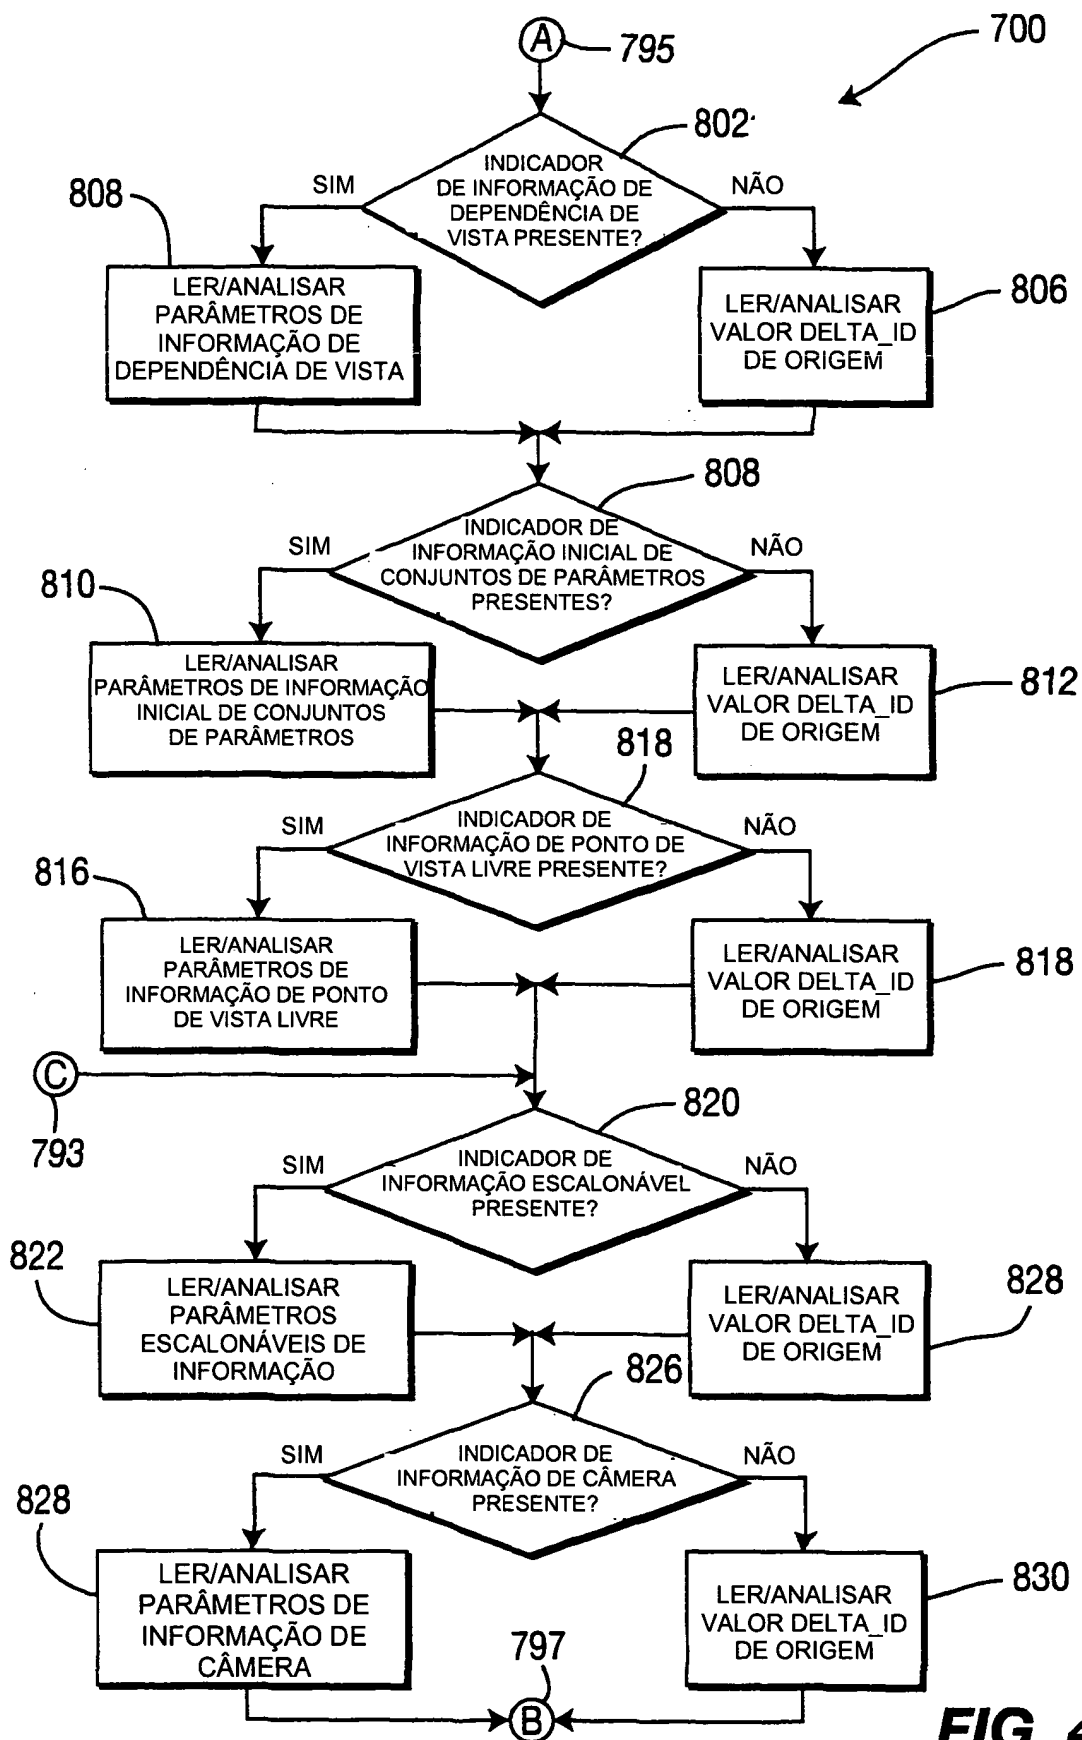 A
795
700
802
INDICADOR
DE INFORMAÇÃO DE
DEPENDÊNCIA DE
VISTA PRESENTE?
SIM
NÃO
808
LER/ANALISAR
PARÂMETROS DE
INFORMAÇÃO DE
DEPENDÊNCIA DE VISTA
LER/ANALISAR
VALOR DELTA_ID
DE ORIGEM
806
808
INDICADOR DE
INFORMAÇÃO INICIAL DE
CONJUNTOS DE PARÂMETROS
PRESENTES?
SIM
NÃO
810
LER/ANALISAR
PARÂMETROS DE INFORMAÇÃO
INICIAL DE CONJUNTOS
DE PARÂMETROS
LER/ANALISAR
VALOR DELTA_ID
DE ORIGEM
812
818
INDICADOR DE
INFORMAÇÃO DE PONTO DE
VISTA LIVRE PRESENTE?
SIM
NÃO
816
LER/ANALISAR
PARÂMETROS DE
INFORMAÇÃO DE PONTO
DE VISTA LIVRE
LER/ANALISAR
VALOR DELTA_ID
DE ORIGEM
818
C
793
820
INDICADOR DE
INFORMAÇÃO ESCALONÁVEL
PRESENTE?
SIM
NÃO
822
LER/ANALISAR
PARÂMETROS
ESCALONÁVEIS DE
INFORMAÇÃO
LER/ANALISAR
VALOR DELTA_ID
DE ORIGEM
828
826
INDICADOR DE
INFORMAÇÃO DE CÂMERA
PRESENTE?
SIM
NÃO
828
LER/ANALISAR
PARÂMETROS DE
INFORMAÇÃO DE
CÂMERA
LER/ANALISAR
VALOR DELTA_ID
DE ORIGEM
830
797
B
FIG.